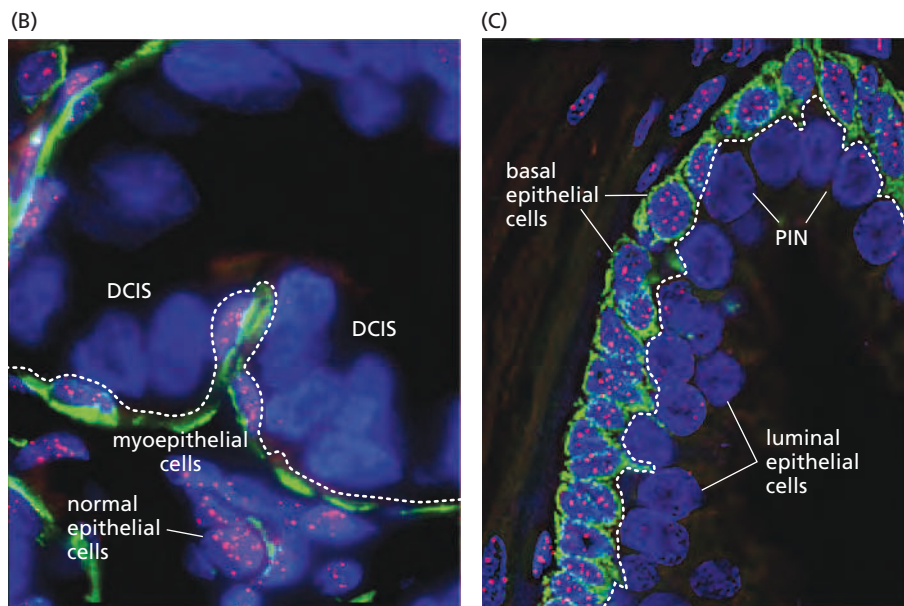 (B)
DCIS
DCIS
myoepithelial
cells
normal
epithelial
cells
(C)
basal
epithelial
cells
PIN
luminal
epithelial
cells